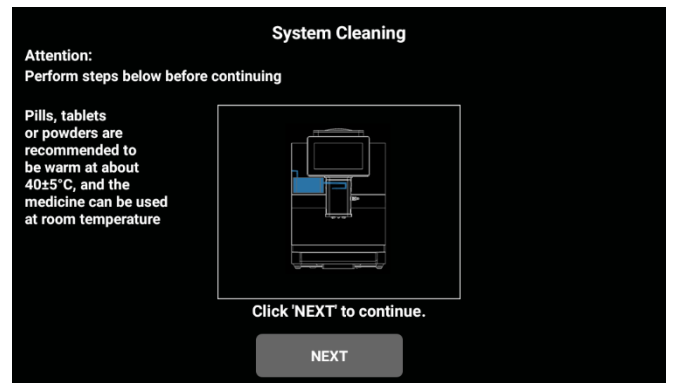 System Cleaning
Attention:
Perform steps below before continuing
Pills, tablets
or powders are
recommended to
be warm at about
40±5°C, and the
medicine can be used
at room temperature
Click 'NEXT' to continue.
NEXT